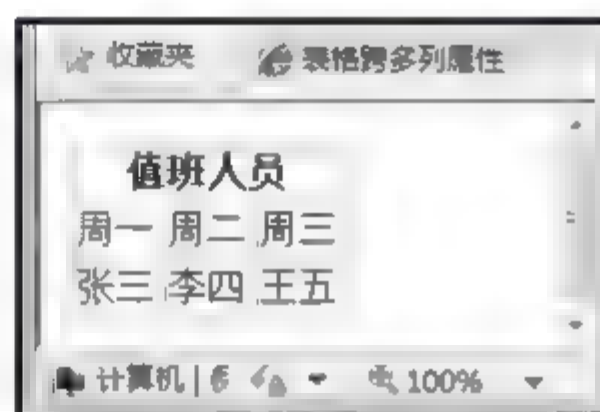 收藏夹 表格跨多列属性
值班人员
周一 周二 周三
张三 李四 王五
计算机 | 100%